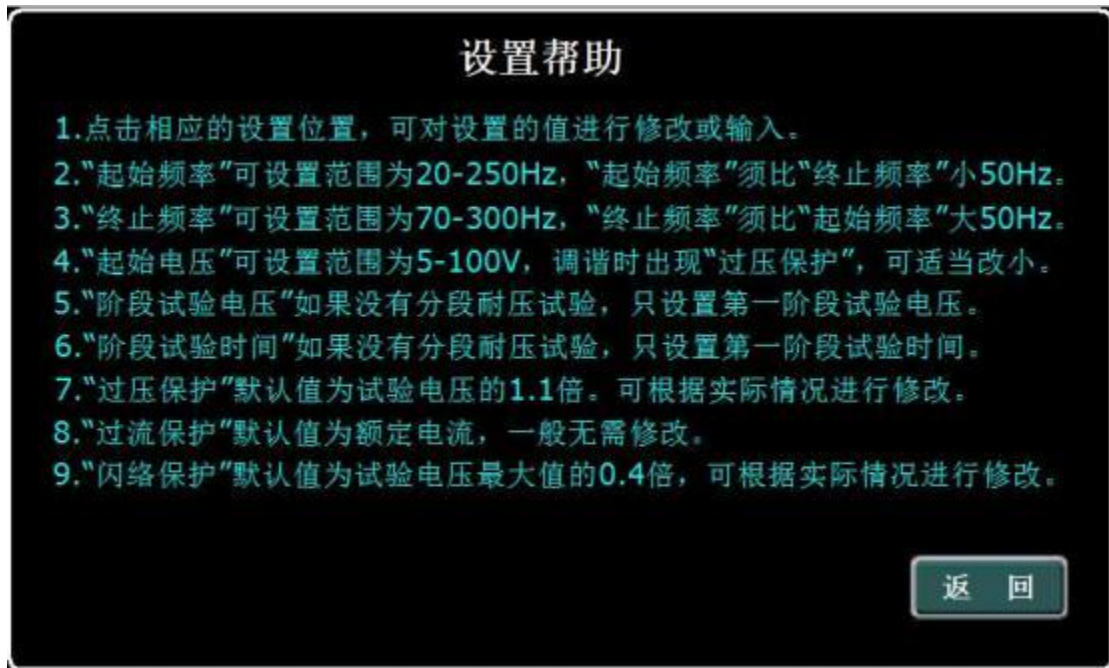 设置帮助
1.点击相应的设置位置，可对设置的值进行修改或输入。
2.“起始频率”可设置范围为20-250Hz，“起始频率”须比“终止频率”小50Hz。
3.“终止频率”可设置范围为70-300Hz，“终止频率”须比“起始频率”大50Hz。
4.“起始电压”可设置范围为5-100V，调谐时出现“过压保护”，可适当改小。
5.“阶段试验电压”如果没有分段耐压试验，只设置第一阶段试验电压。
6.“阶段试验时间”如果没有分段耐压试验，只设置第一阶段试验时间。
7.“过压保护”默认值为试验电压的1.1倍。可根据实际情况进行修改。
8.“过流保护”默认值为额定电流，一般无需修改。
9.“闪络保护”默认值为试验电压最大值的0.4倍，可根据实际情况进行修改。
返 回